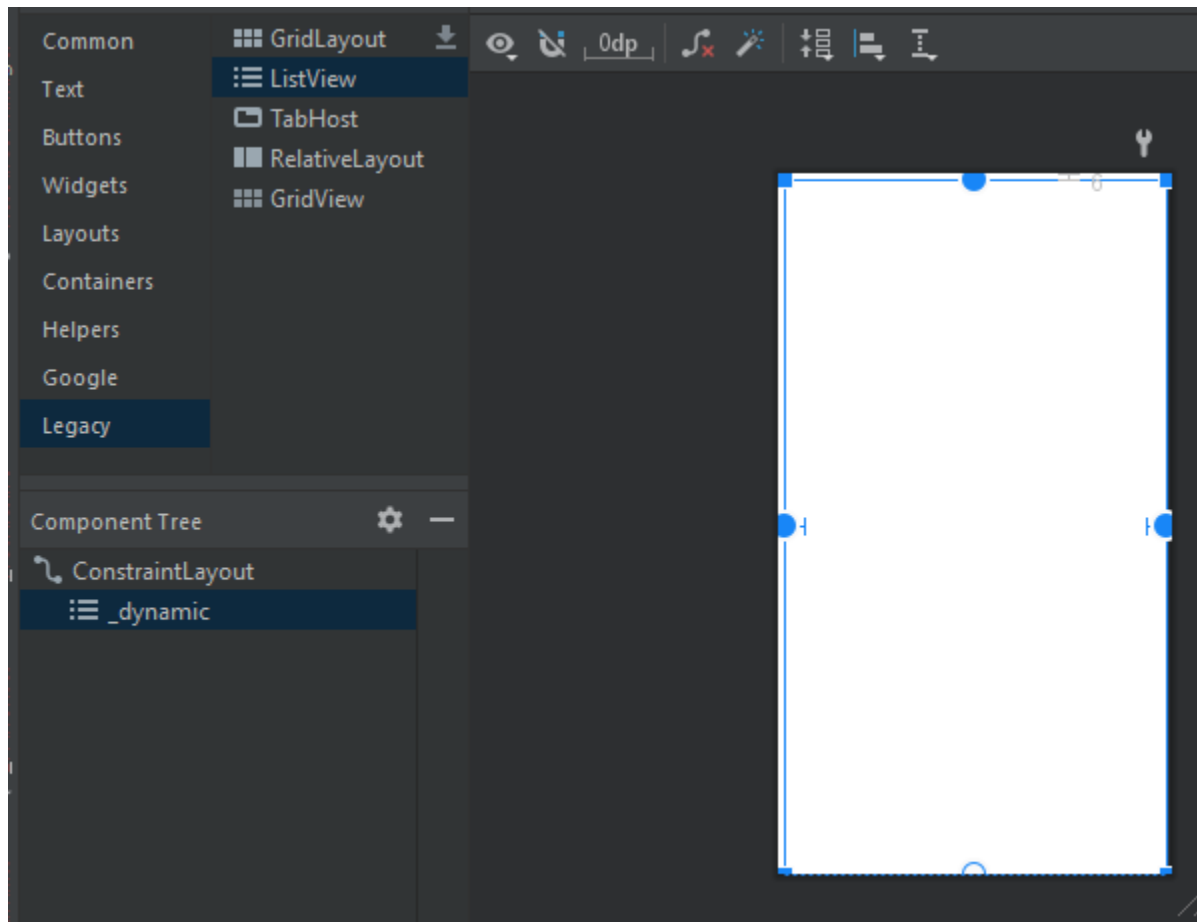 Common
Text
Buttons
Widgets
Layouts
Containers
Helpers
Google
Legacy
GridLayout
ListView
TabHost
RelativeLayout
GridView
0dp
Component Tree
ConstraintLayout
_dynamic